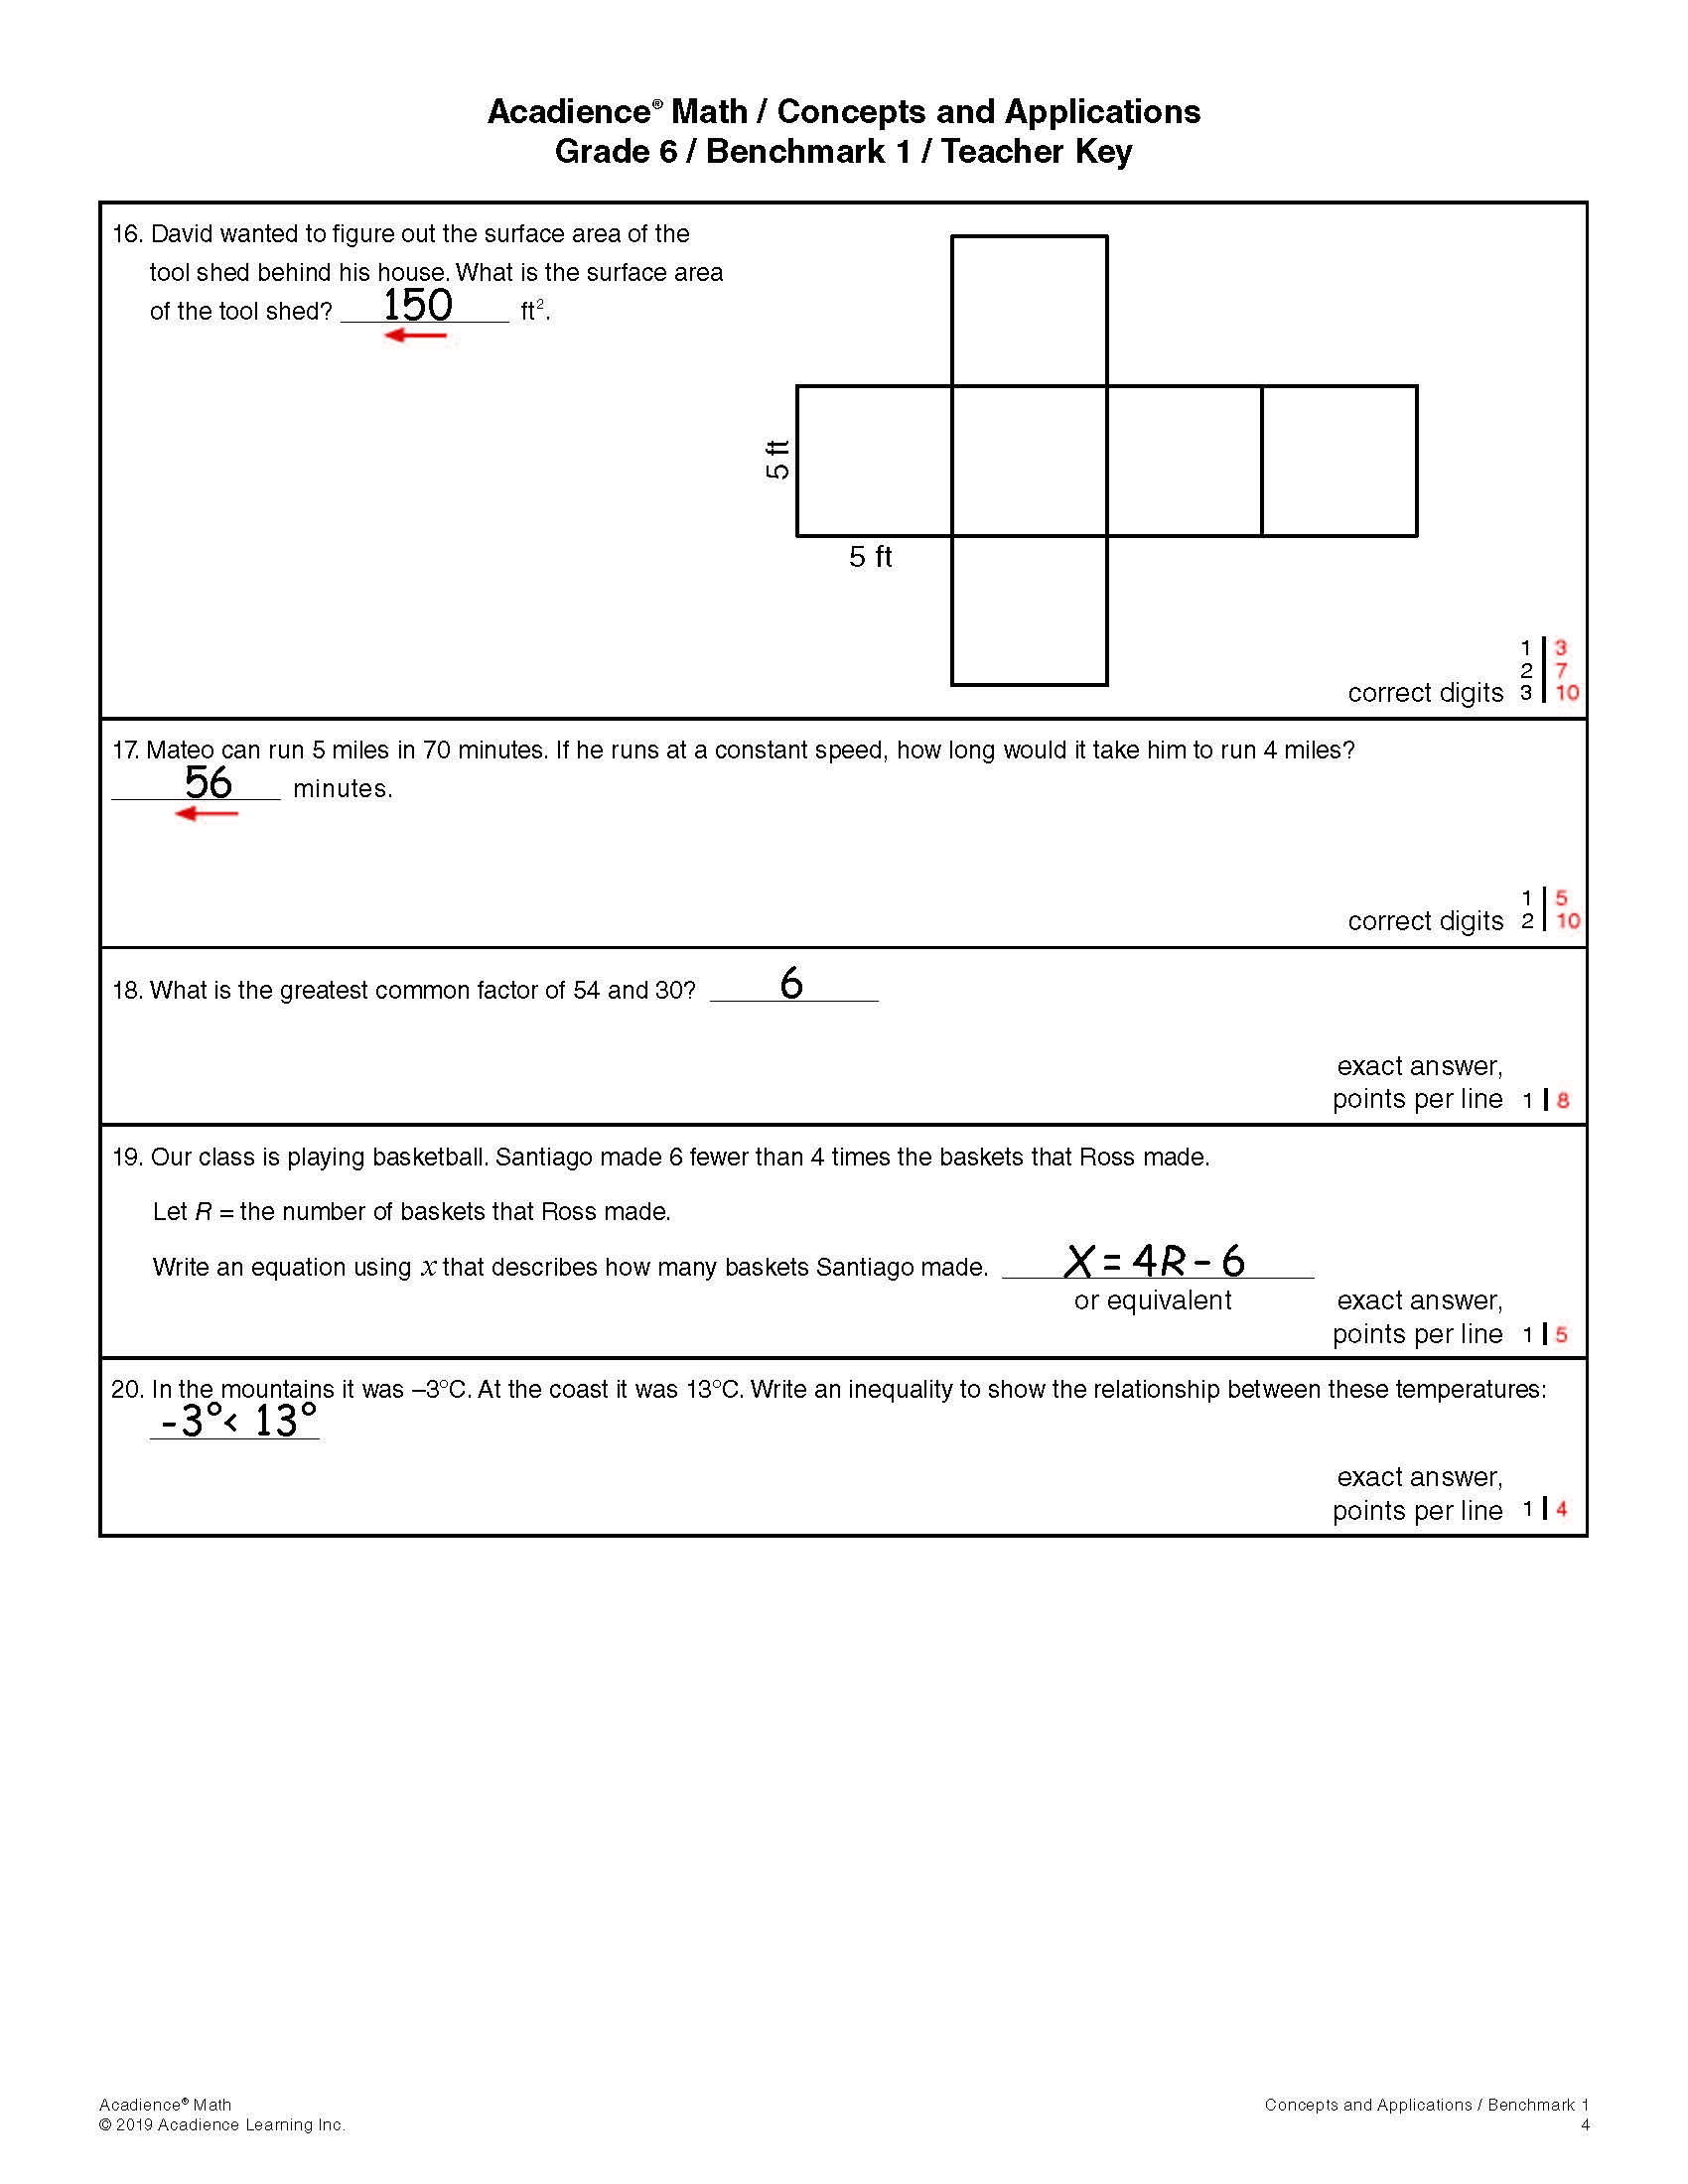 Acadience® Math / Concepts and Applications
Grade 6 / Benchmark 1 / Teacher Key
16. David wanted to figure out the surface area of the
tool shed behind his house. What is the surface area
of the tool shed? 150 ft².
5 ft
5 ft
1 | 3
2 | 7
correct digits 3 | 10
17. Mateo can run 5 miles in 70 minutes. If he runs at a constant speed, how long would it take him to run 4 miles?
56 minutes.
1 | 5
correct digits 2 | 10
18. What is the greatest common factor of 54 and 30? 6
exact answer,
points per line 1 | 8
19. Our class is playing basketball. Santiago made 6 fewer than 4 times the baskets that Ross made.
Let R = the number of baskets that Ross made.
Write an equation using x that describes how many baskets Santiago made. X = 4R - 6
or equivalent exact answer,
points per line 1 | 5
20. In the mountains it was –3°C. At the coast it was 13°C. Write an inequality to show the relationship between these temperatures:
-3° < 13°
exact answer,
points per line 1 | 4
Acadience® Math Concepts and Applications / Benchmark 1
© 2019 Acadience Learning Inc. 4